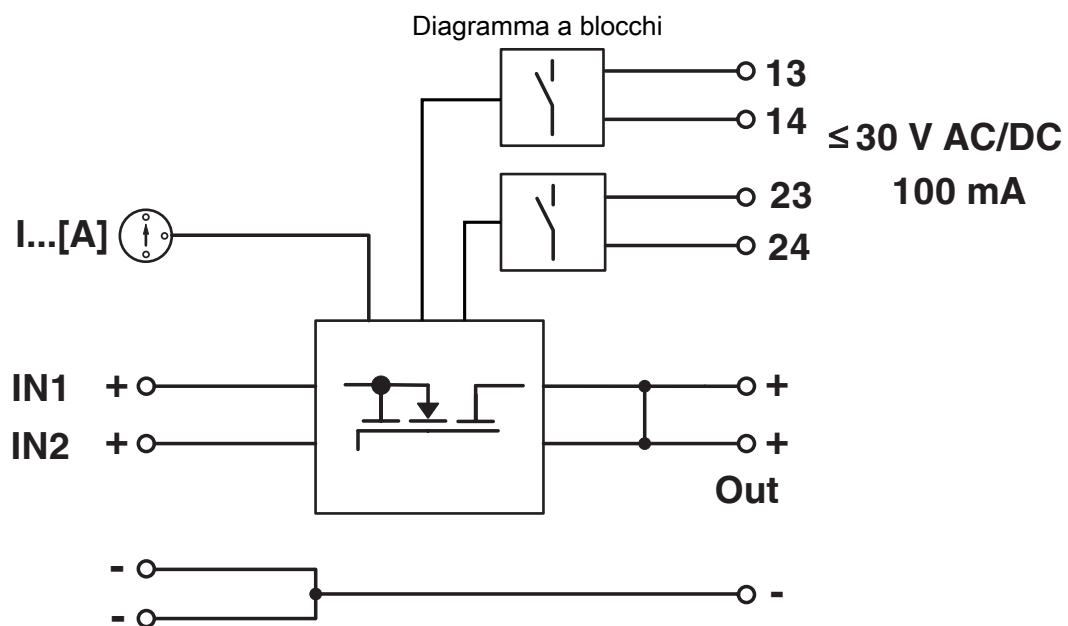 Diagramma a blocchi
13
14
≤ 30 V AC/DC
100 mA
23
24
I...[A]
IN1 +
+
IN2 +
+
Out
-
-
-